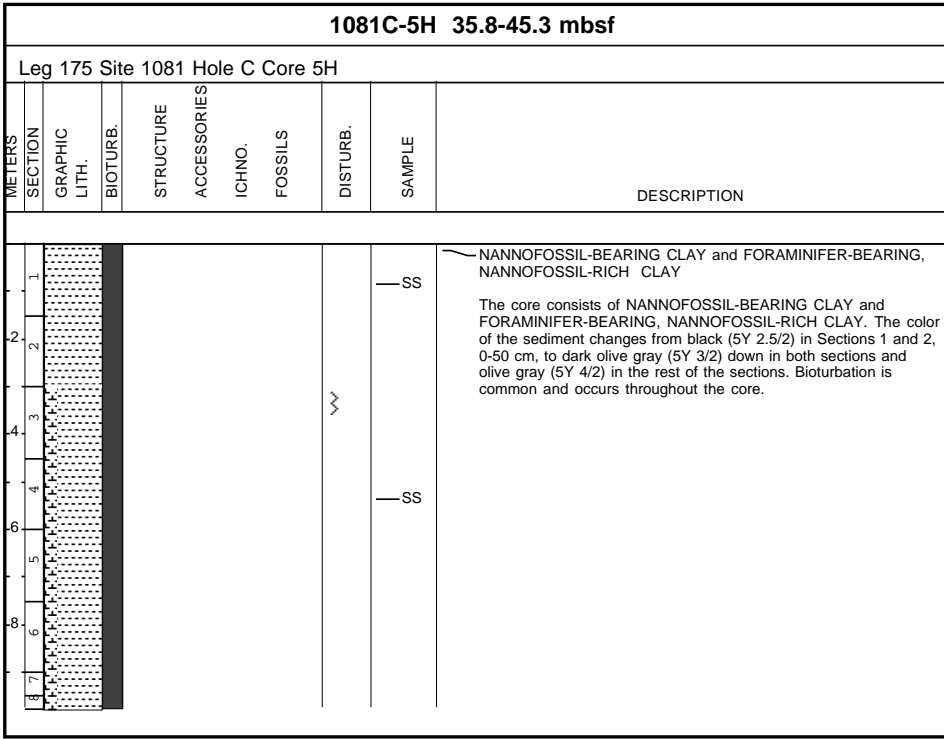 1081C-5H 35.8-45.3 mbsf
Leg 175 Site 1081 Hole C Core 5H
METERS
SECTION
GRAPHIC
LITH.
BIOTURB.
STRUCTURE
ACCESSORIES
ICHNO.
FOSSILS
DISTURB.
SAMPLE
DESCRIPTION
NANNOFOSSIL-BEARING CLAY and FORAMINIFER-BEARING,
NANNOFOSSIL-RICH CLAY
The core consists of NANNOFOSSIL-BEARING CLAY and
FORAMINIFER-BEARING, NANNOFOSSIL-RICH CLAY. The color
of the sediment changes from black (5Y 2.5/2) in Sections 1 and 2,
0-50 cm, to dark olive gray (5Y 3/2) down in both sections and
olive gray (5Y 4/2) in the rest of the sections. Bioturbation is
common and occurs throughout the core.
1
SS
2
2
3
4
4
SS
6
5
8
6
7
8